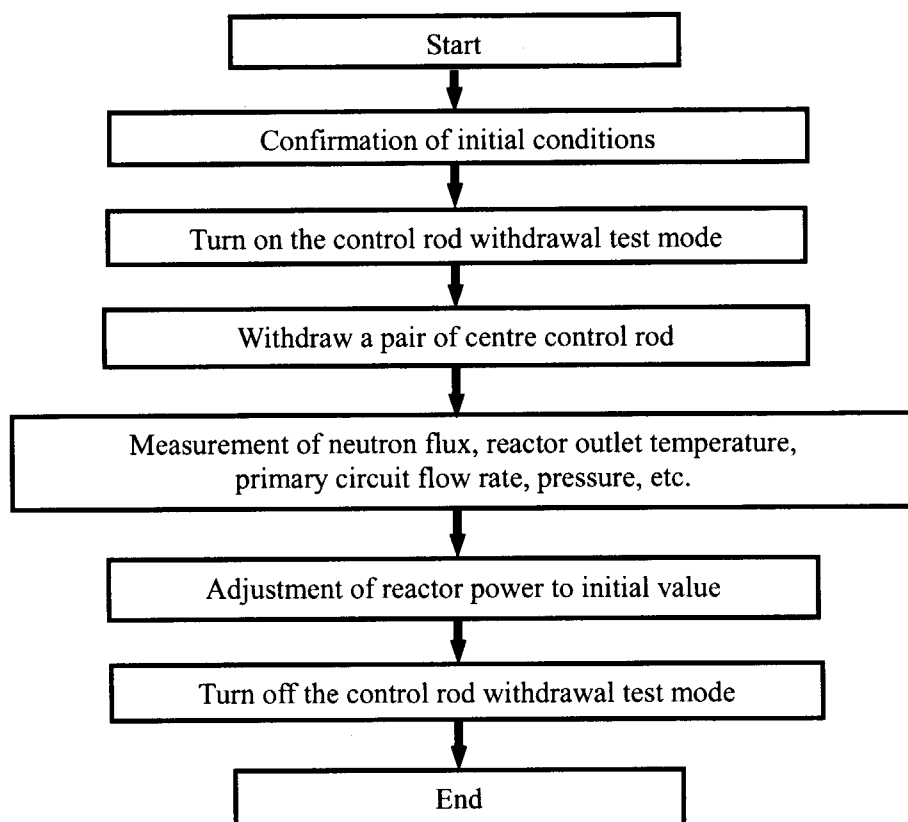 Start
Confirmation of initial conditions
Turn on the control rod withdrawal test mode
Withdraw a pair of centre control rod
Measurement of neutron flux, reactor outlet temperature,
primary circuit flow rate, pressure, etc.
Adjustment of reactor power to initial value
Turn off the control rod withdrawal test mode
End